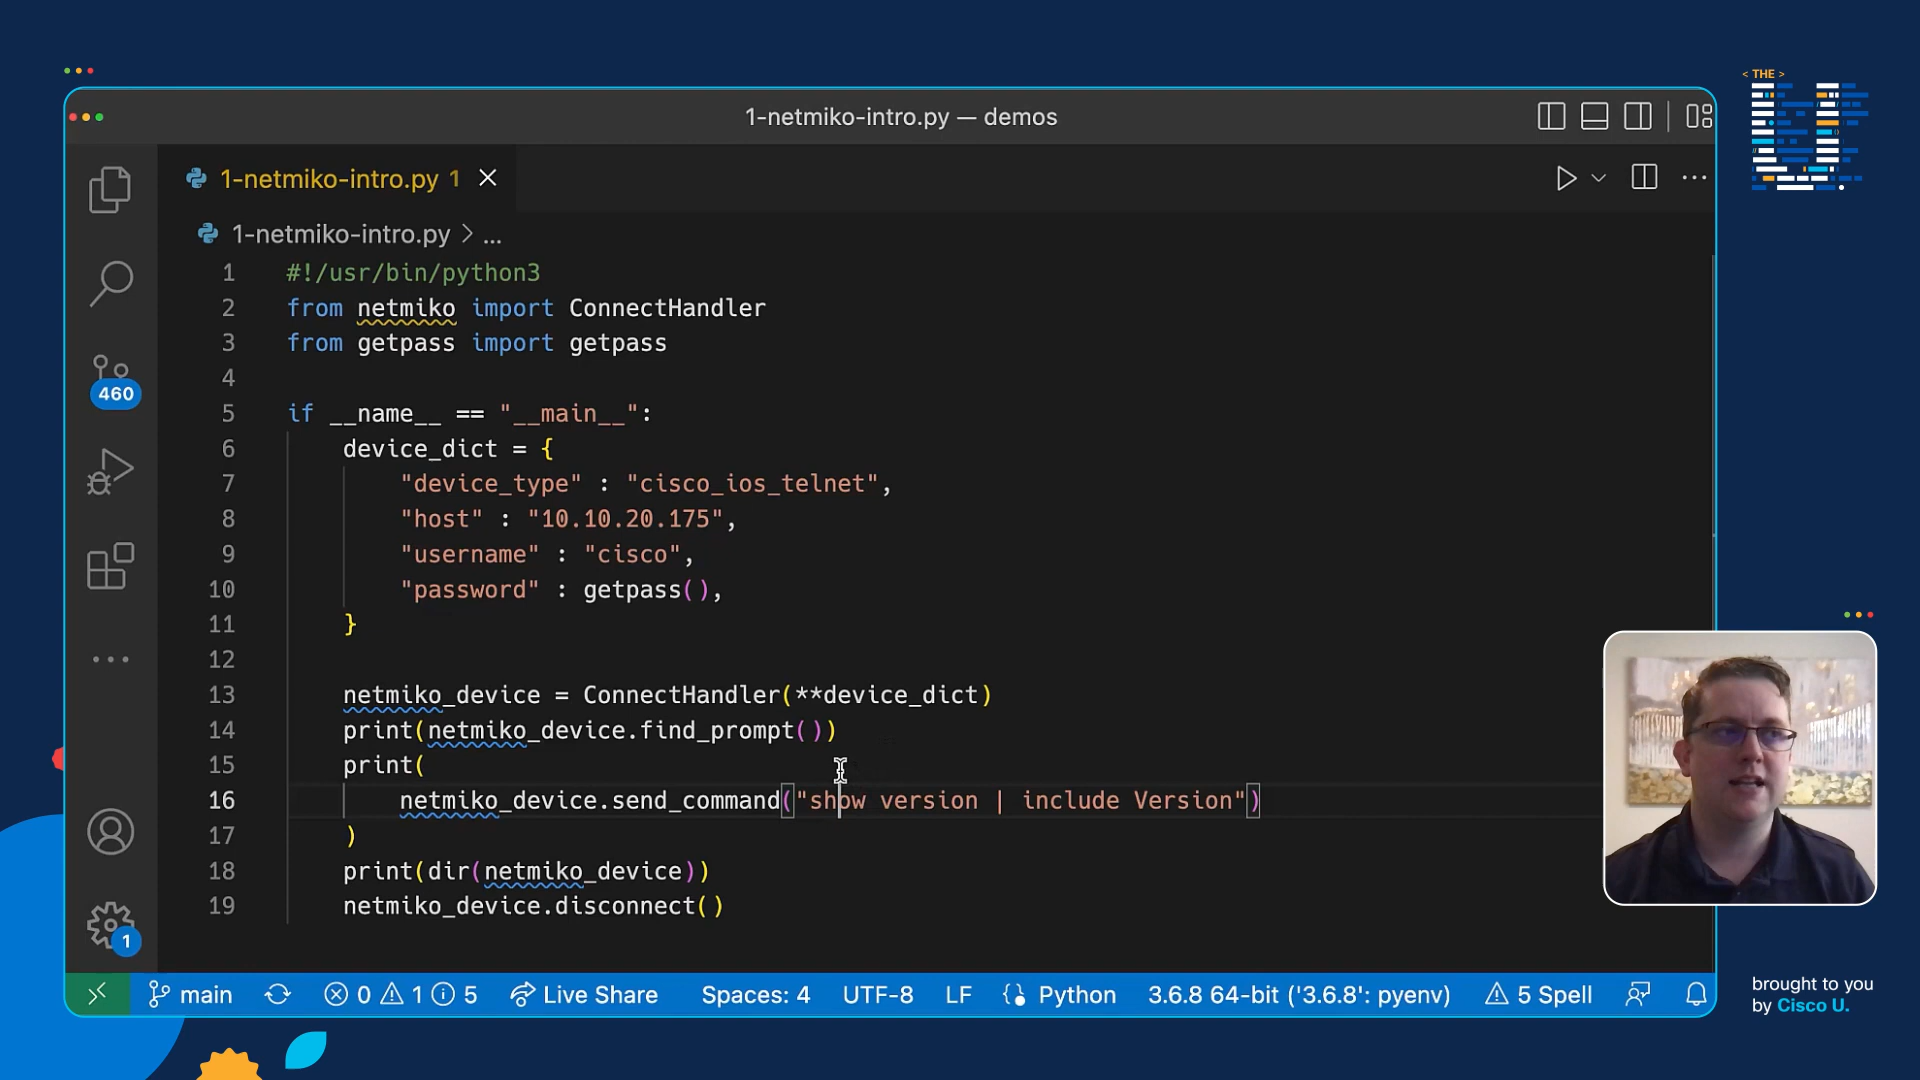 < THE >
1-netmiko-intro.py — demos
1-netmiko-intro.py 1
1-netmiko-intro.py > ...
1 #!/usr/bin/python3
2 from netmiko import ConnectHandler
3 from getpass import getpass
4
5 if __name__ == "__main__":
6 device_dict = {
7 "device_type" : "cisco_ios_telnet",
8 "host" : "10.10.20.175",
9 "username" : "cisco",
10 "password" : getpass(),
11 }
12
13 netmiko_device = ConnectHandler(**device_dict)
14 print(netmiko_device.find_prompt())
15 print(
16 netmiko_device.send_command("show version | include Version")
17 )
18 print(dir(netmiko_device))
19 netmiko_device.disconnect()
460
1
main 0 1 5 Live Share Spaces: 4 UTF-8 LF Python 3.6.8 64-bit ('3.6.8': pyenv) 5 Spell
brought to you
by Cisco U.